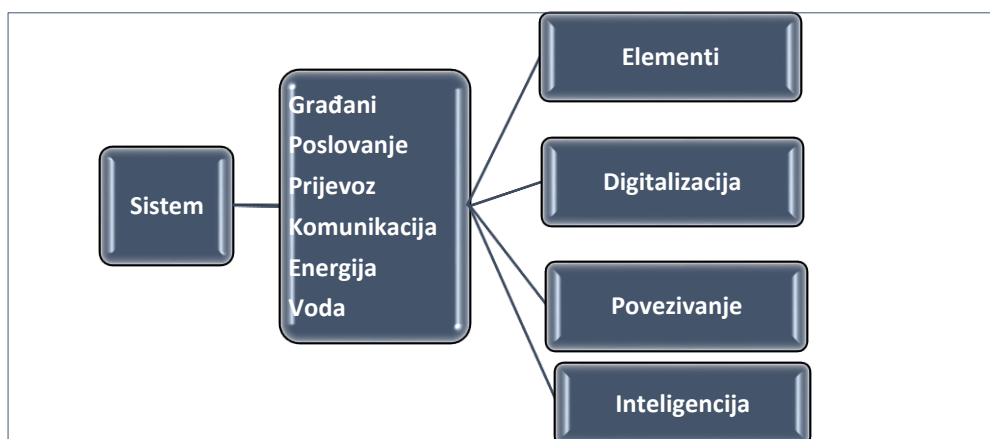 Sistem
Građani
Poslovanje
Prijevoz
Komunikacija
Energija
Voda
Elementi
Digitalizacija
Povezivanje
Inteligencija